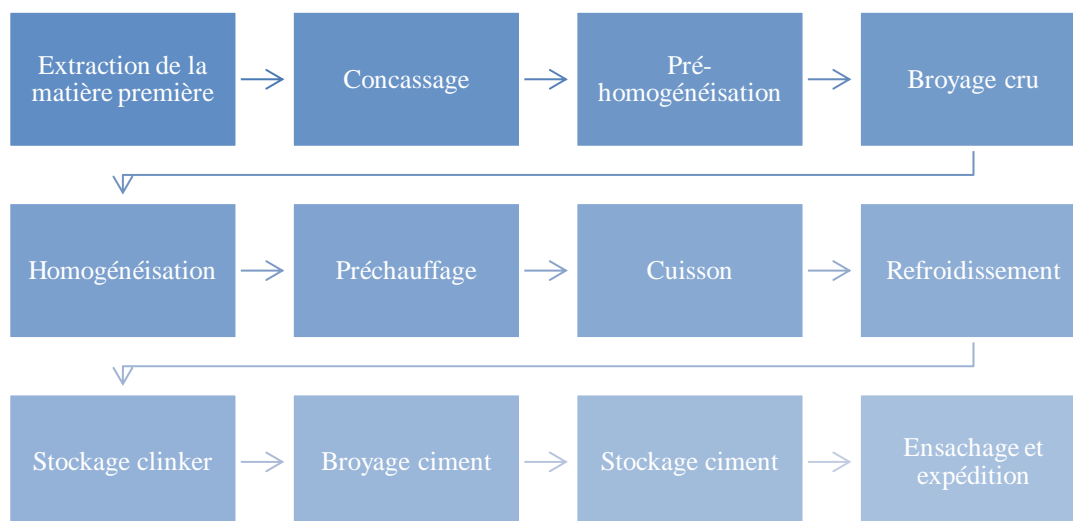 Extraction de la
matière première
Concassage
Pré-
homogénéisation
Broyage cru
Homogénéisation
Préchauffage
Cuisson
Refroidissement
Stockage clinker
Broyage ciment
Stockage ciment
Ensachage et
expédition